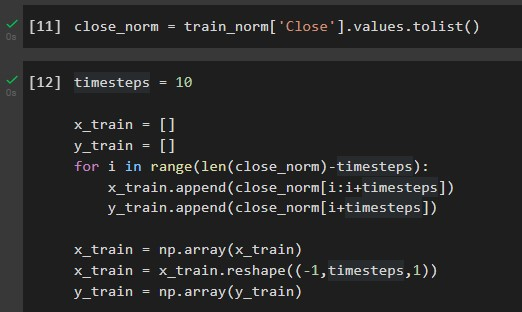 [11] close_norm = train_norm['Close'].values.tolist()
0s
[12] timesteps = 10
0s
x_train = []
y_train = []
for i in range(len(close_norm)-timesteps):
    x_train.append(close_norm[i:i+timesteps])
    y_train.append(close_norm[i+timesteps])
x_train = np.array(x_train)
x_train = x_train.reshape((-1,timesteps,1))
y_train = np.array(y_train)